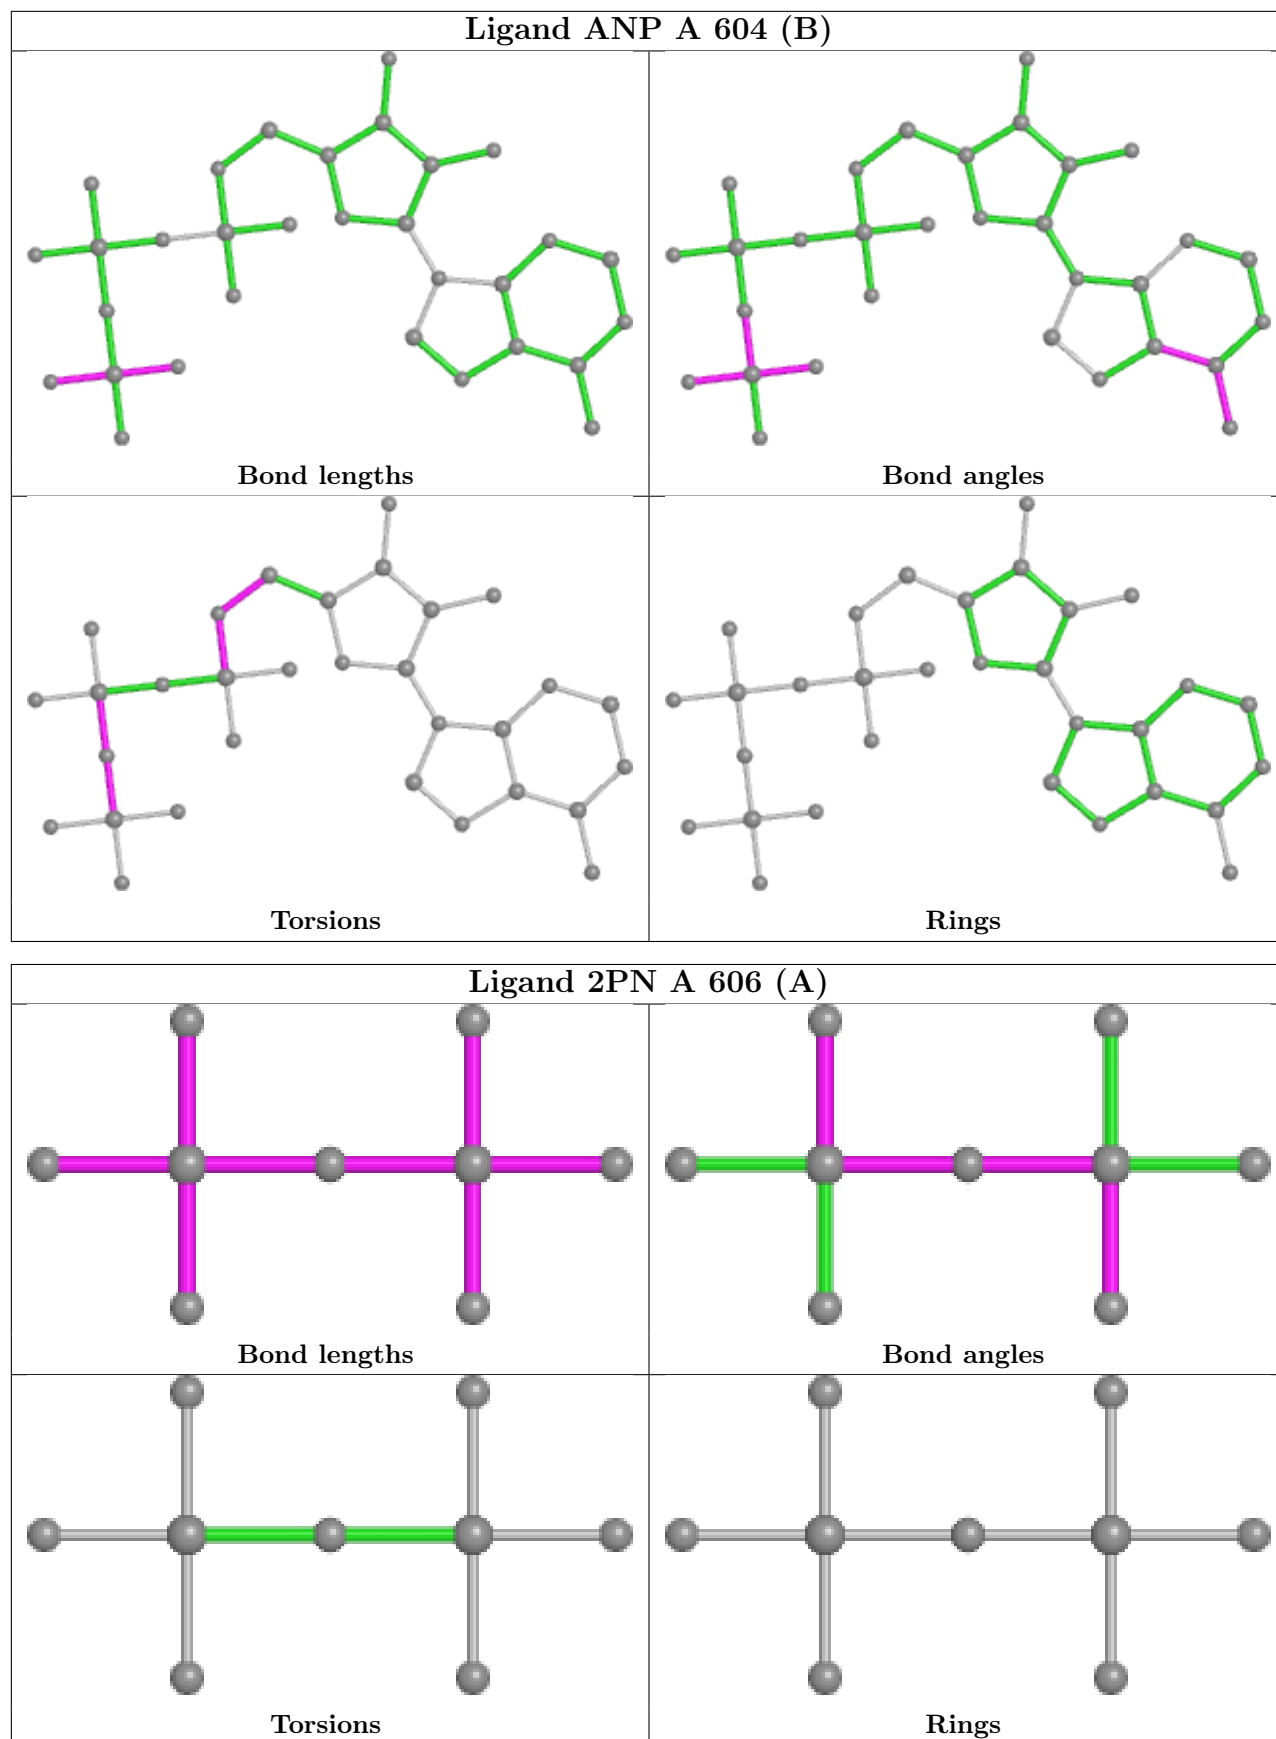 Ligand ANP A 604 (B)
Bond lengths
Bond angles
Torsions
Rings
Ligand 2PN A 606 (A)
Bond lengths
Bond angles
Torsions
Rings